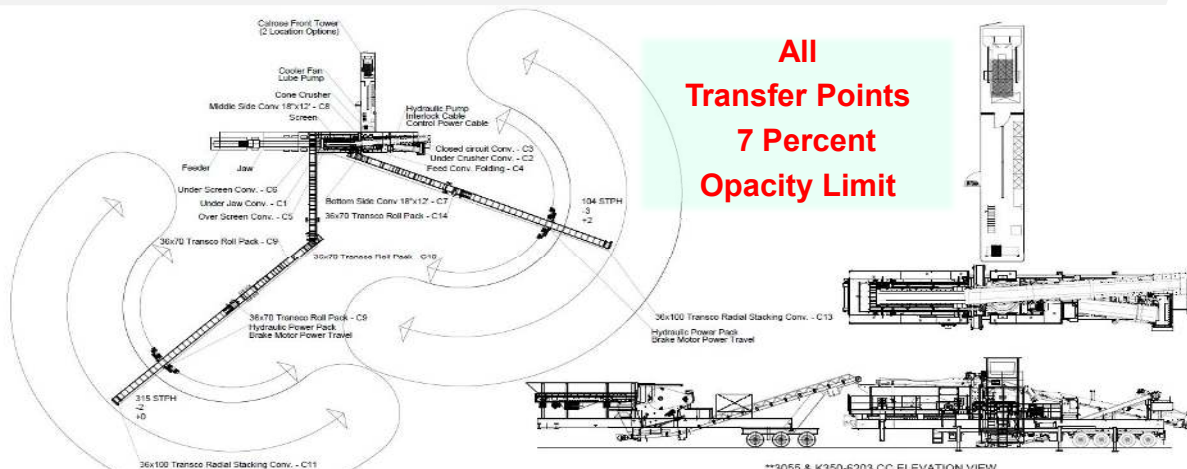 Calrose Front Tower
(2 Location Options)
Cooler Fan
Lube Pump
Cone Crusher
Middle Side Conv 18"x12' - C8
Screen
Hydraulic Pump
Interlock Cable
Control Power Cable
Closed circuit Conv. - C3
Under Crusher Conv. - C2
Feed Conv. Folding - C4
Feeder
Jaw
Under Screen Conv. - C6
Under Jaw Conv. - C1
Over Screen Conv. - C5
Bottom Side Conv 18"x12' - C7
36x70 Transco Roll Pack - C14
104 STPH
-3
+2
36x70 Transco Roll Pack - C9
36x70 Transco Roll Pack - C10
36x70 Transco Roll Pack - C9
Hydraulic Power Pack
Brake Motor Power Travel
36x100 Transco Radial Stacking Conv. - C13
Hydraulic Power Pack
Brake Motor Power Travel
315 STPH
-2
+0
36x100 Transco Radial Stacking Conv. - C11
All
Transfer Points
7 Percent
Opacity Limit
**3055 & K350-6203 CC ELEVATION VIEW